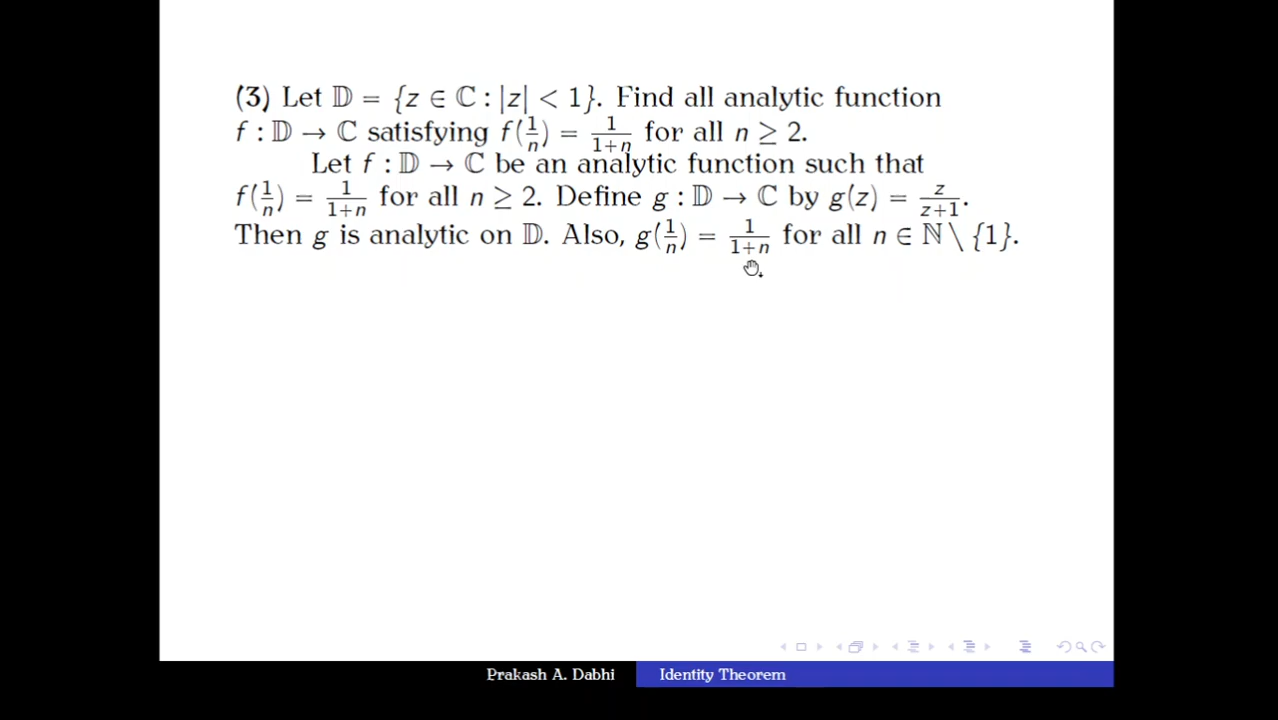 (3) Let 𝔻 = {z ∈ ℂ : |z| < 1}. Find all analytic function
f : 𝔻 → ℂ satisfying f(1/n) = 1/(1+n) for all n ≥ 2.
Let f : 𝔻 → ℂ be an analytic function such that
f(1/n) = 1/(1+n) for all n ≥ 2. Define g : 𝔻 → ℂ by g(z) = z/(z+1).
Then g is analytic on 𝔻. Also, g(1/n) = 1/(1+n) for all n ∈ ℕ \ {1}.
Prakash A. Dabhi Identity Theorem